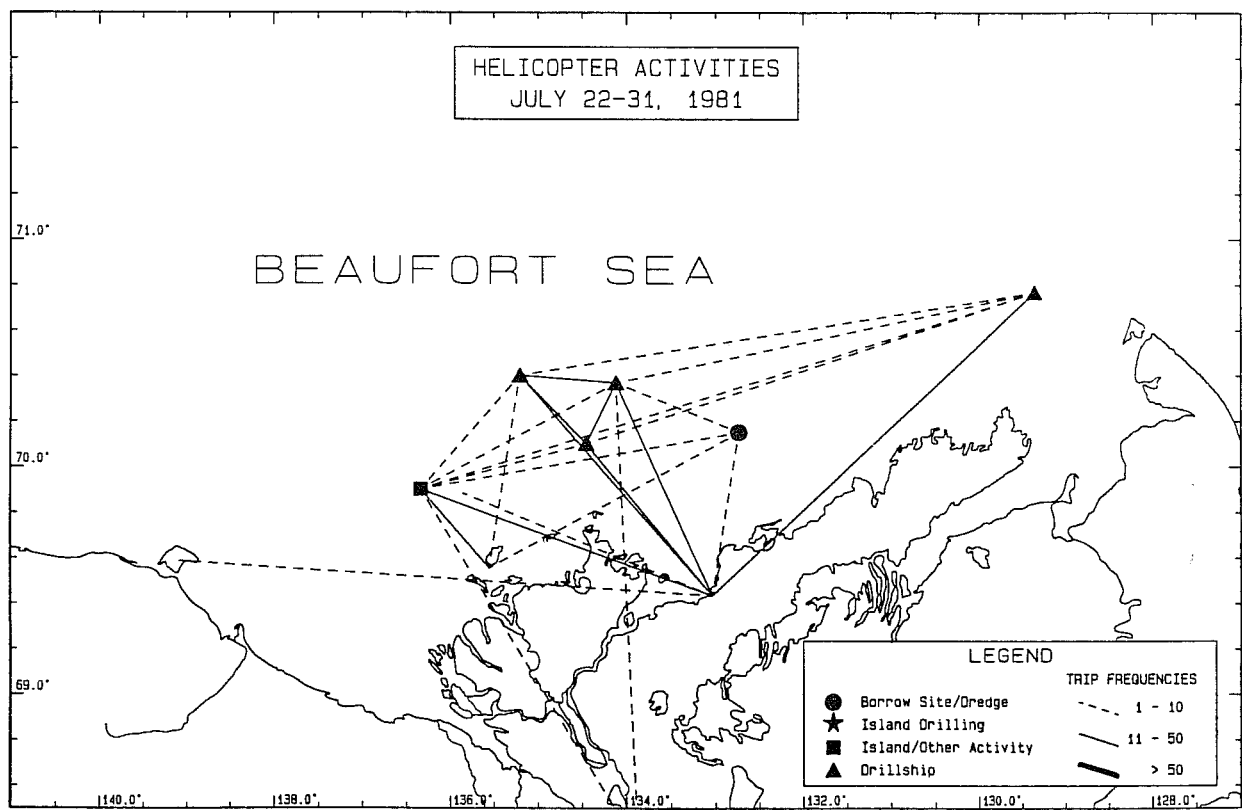 HELICOPTER ACTIVITIES
JULY 22-31, 1981
71.0°
BEAUFORT SEA
70.0°
69.0°
LEGEND
TRIP FREQUENCIES
Borrow Site/Dredge
1 - 10
Island Drilling
11 - 50
Island/Other Activity
> 50
Drillship
140.0° 138.0° 136.0° 134.0° 132.0° 130.0° 128.0°